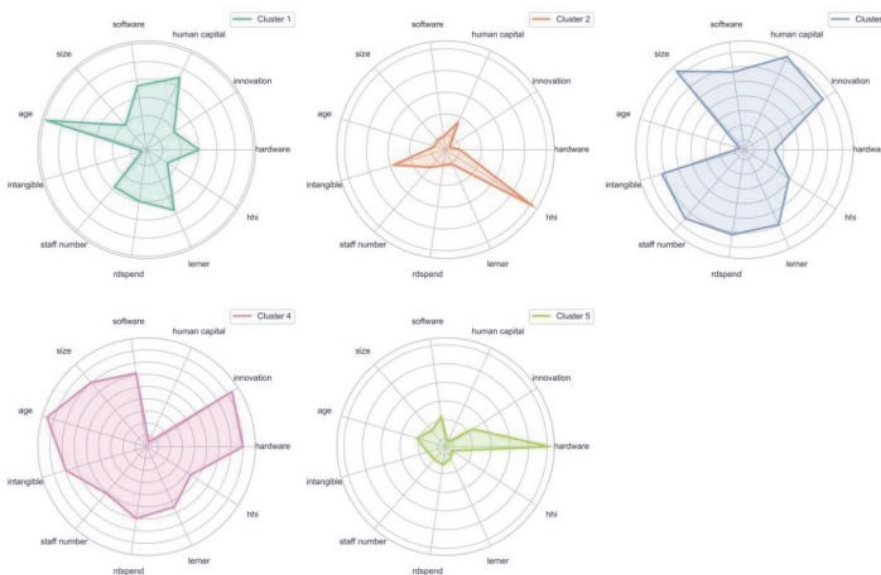 Cluster 1
software
human capital
size
innovation
age
hardware
intangible
hhi
staff number
lerner
rdspend
Cluster 2
software
human capital
size
innovation
age
hardware
intangible
hhi
staff number
lerner
rdspend
Cluster
software
human capital
size
innovation
age
hardware
intangible
hhi
staff number
lerner
rdspend
Cluster 4
software
human capital
size
innovation
age
hardware
intangible
hhi
staff number
lerner
rdspend
Cluster 5
software
human capital
size
innovation
age
hardware
intangible
hhi
staff number
lerner
rdspend